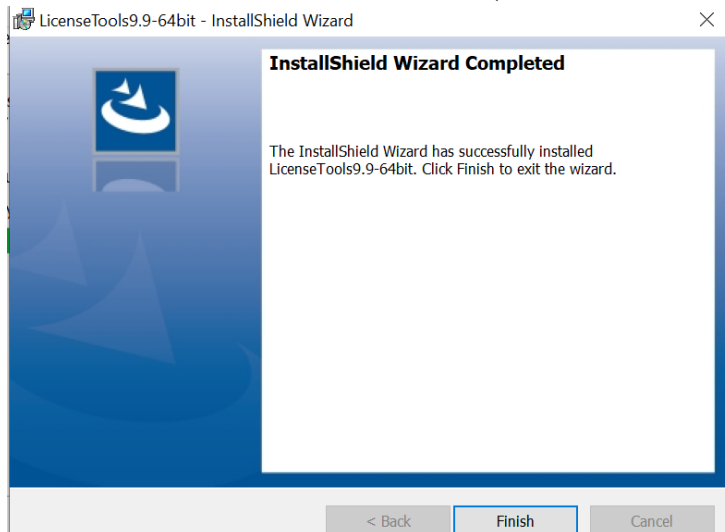 LicenseTools9.9-64bit - InstallShield Wizard
InstallShield Wizard Completed
The InstallShield Wizard has successfully installed
LicenseTools9.9-64bit. Click Finish to exit the wizard.
< Back
Finish
Cancel